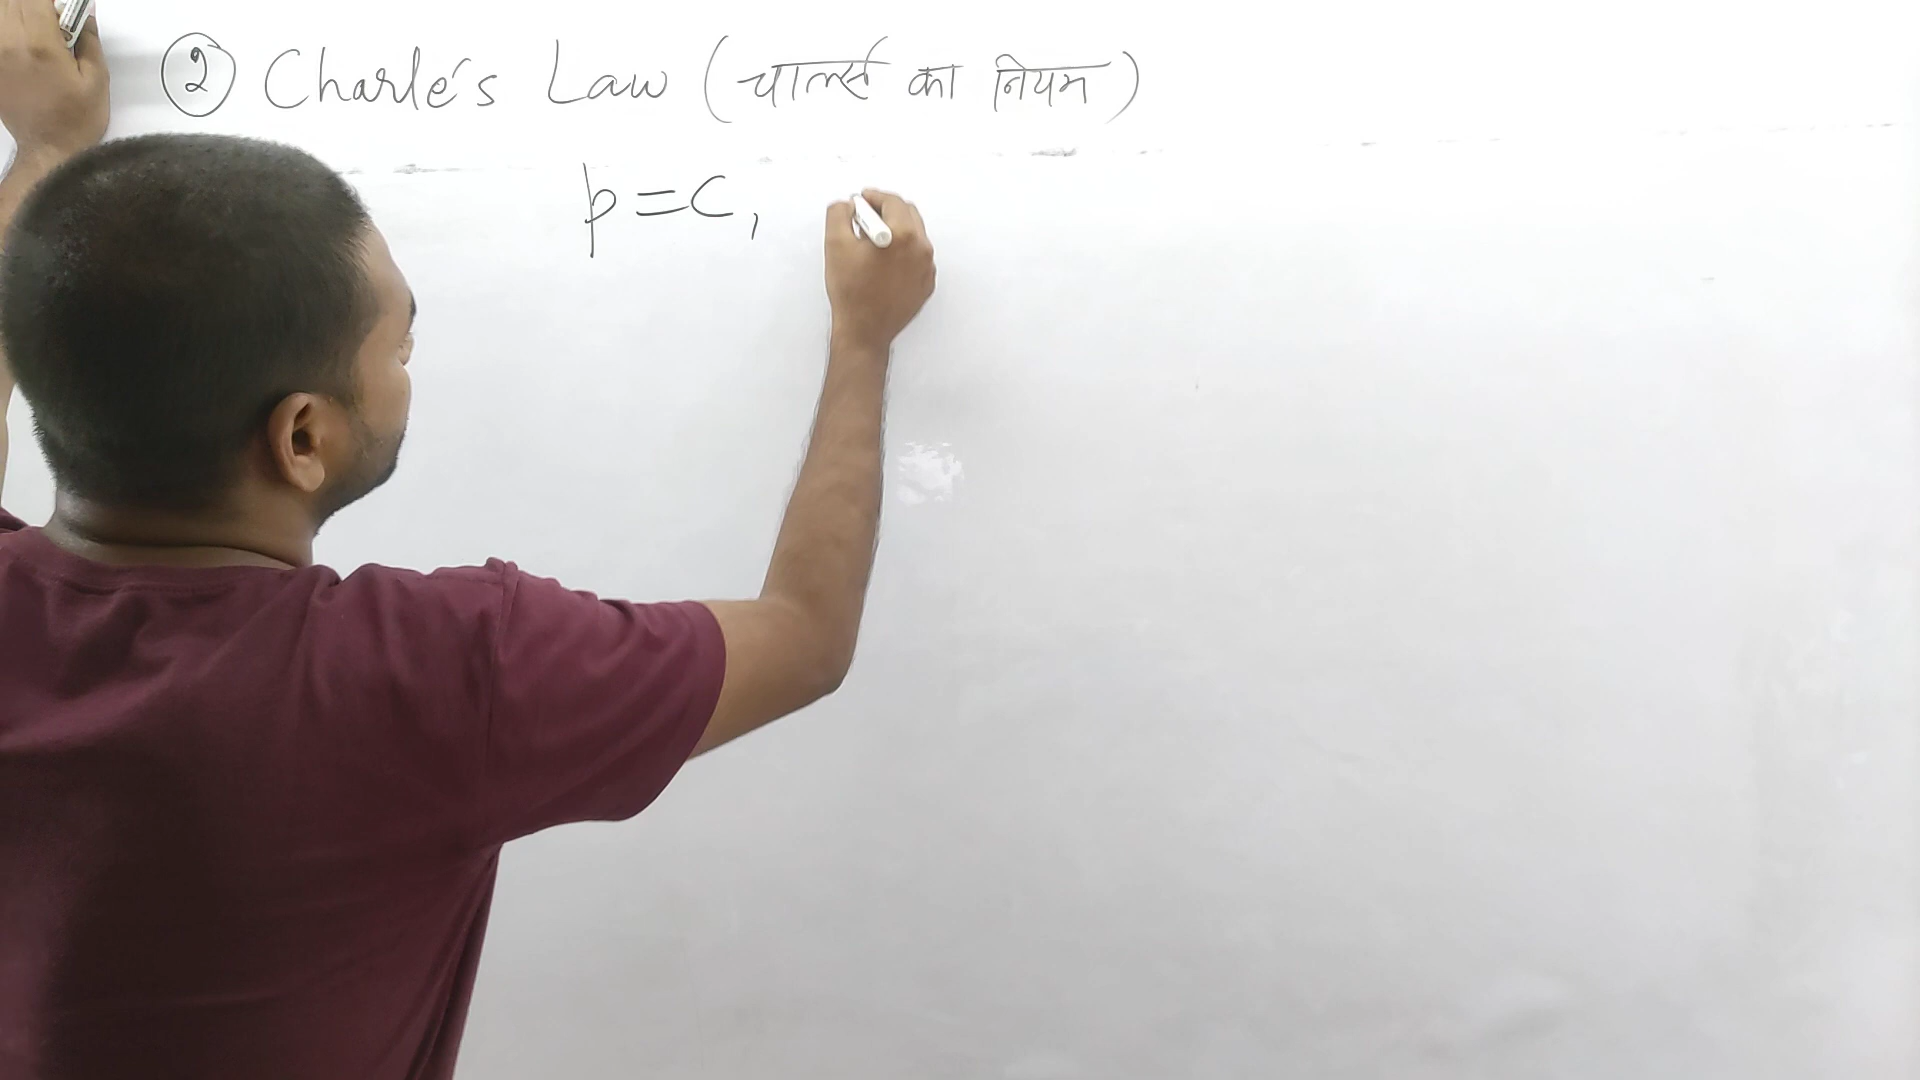 ② Charle's Law (चार्ल्स का नियम)
p = C,